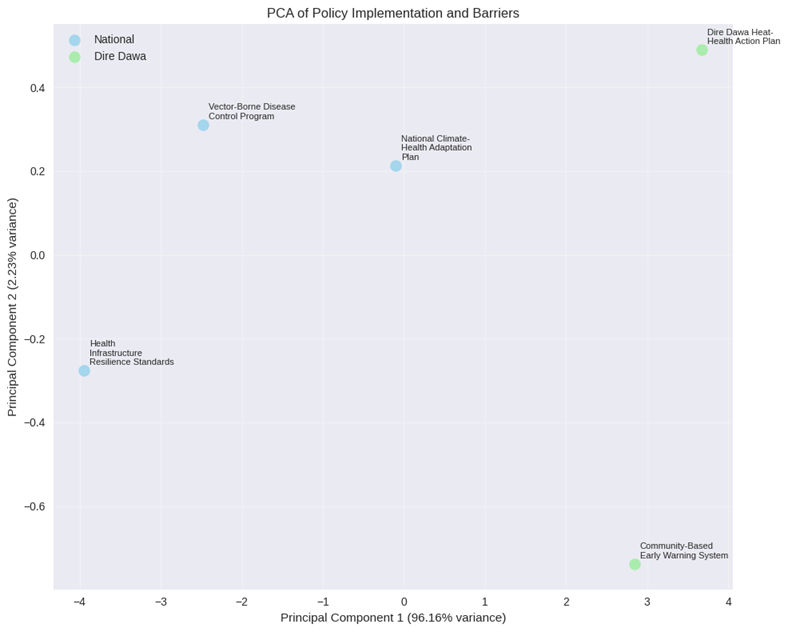 PCA of Policy Implementation and Barriers
National
Dire Dawa
Dire Dawa Heat-
Health Action Plan
Vector-Borne Disease
Control Program
National Climate-
Health Adaptation
Plan
Health
Infrastructure
Resilience Standards
Community-Based
Early Warning System
Principal Component 2 (2.23% variance)
0.4
0.2
0.0
−0.2
−0.4
−0.6
−4
−3
−2
−1
0
1
2
3
4
Principal Component 1 (96.16% variance)